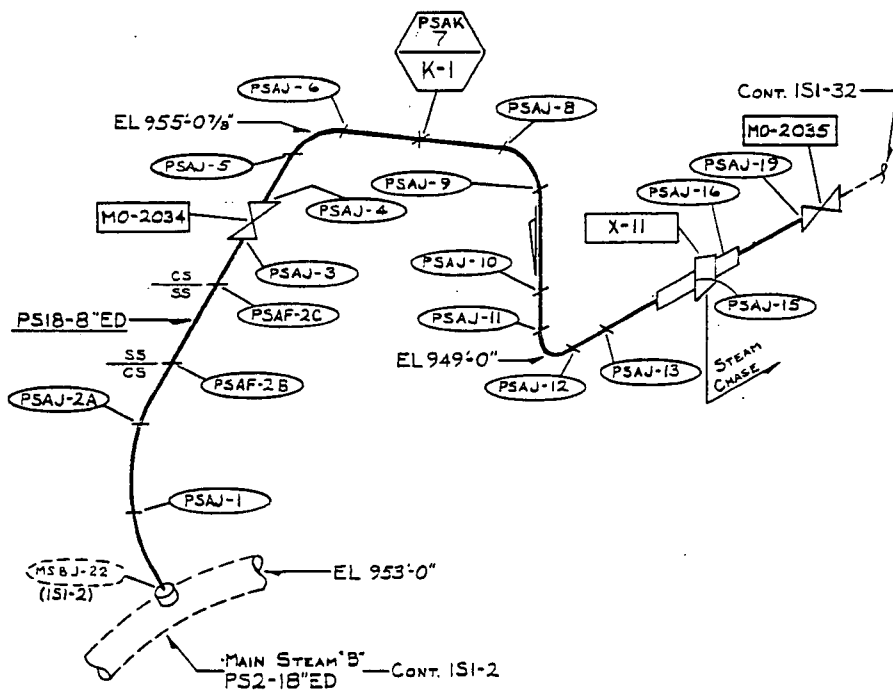 PSAK
7
K-1
PSAJ-6
PSAJ-8
CONT. ISI-32
EL 955'-0 7/8"
MO-2035
PSAJ-5
PSAJ-9
PSAJ-19
PSAJ-16
MO-2034
PSAJ-4
X-11
PSAJ-3
PSAJ-10
CS
SS
PSAF-2C
PSAJ-15
PS18-8"ED
PSAJ-11
EL 949'-0"
SS
CS
PSAF-2B
PSAJ-12
PSAJ-13
STEAM
CHASE
PSAJ-2A
PSAJ-1
MSBJ-22
(ISI-2)
EL 953'-0"
MAIN STEAM "B"
PS2-18"ED
CONT. ISI-2